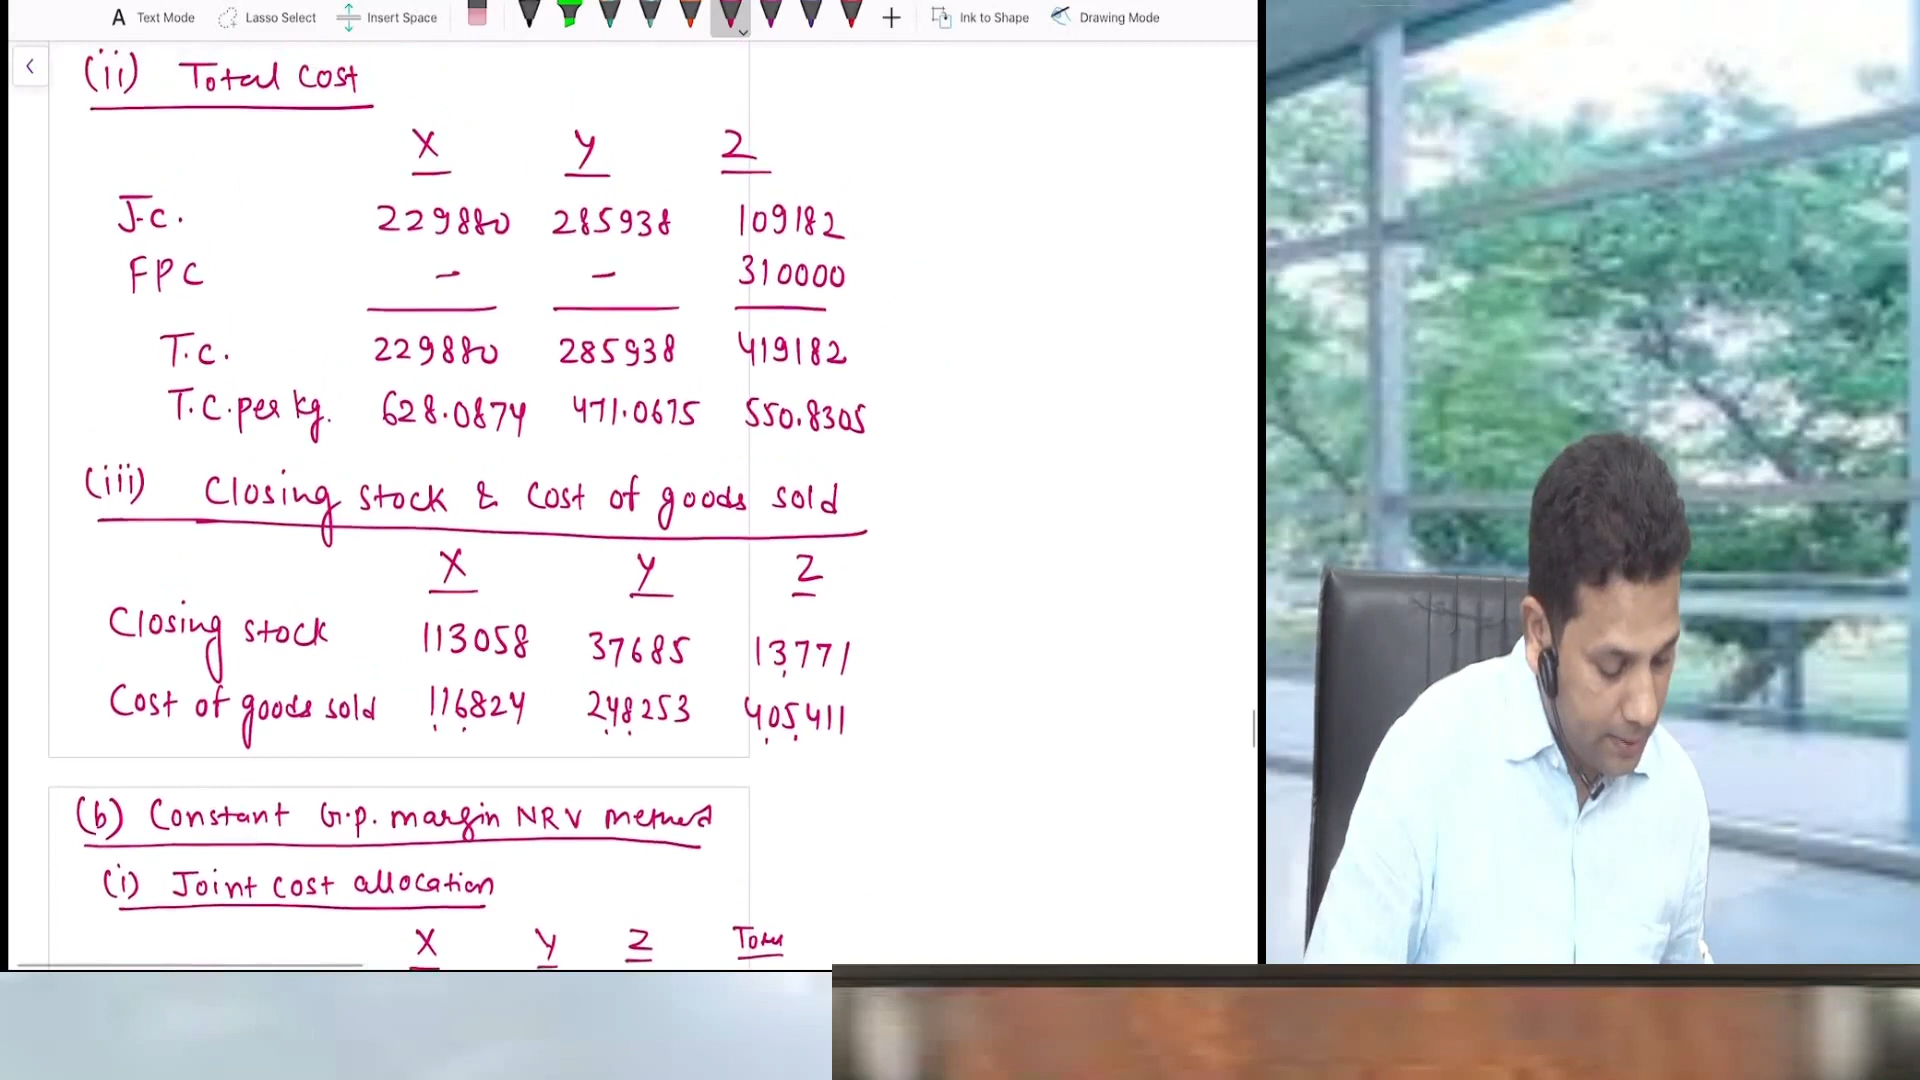 A Text Mode Lasso Select Insert Space Ink to Shape Drawing Mode
(ii) Total Cost
X Y Z
J.C. 229880 285938 109182
FPC - - 310000
T.C. 229880 285938 419182
T.C. per kg. 628.0874 471.0675 550.8305
(iii) Closing stock & Cost of goods sold
X Y Z
Closing stock 113058 37685 13,771
Cost of goods sold 116824 248253 405411
(b) Constant G.P. margin NRV method
(i) Joint cost allocation
X Y Z Total